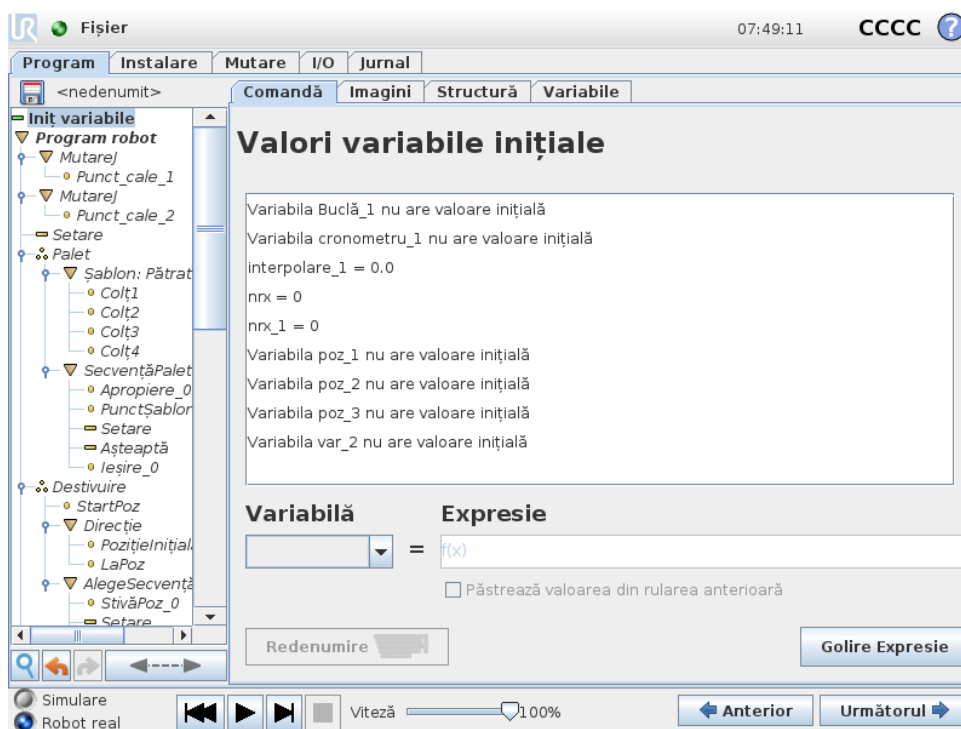 UR Fișier 07:49:11 CCCC ?
Program Instalare Mutare I/O Jurnal
<nedenumit>
Comandă Imagini Structură Variabile
Iniț variabile
Program robot
MutareJ
Punct_cale_1
MutareJ
Punct_cale_2
Setare
Palet
Șablon: Pătrat
Colț1
Colț2
Colț3
Colț4
SecvențăPalet
Apropiere_0
PunctȘablon
Setare
Așteaptă
Ieșire_0
Destivuire
StartPoz
Direcție
PozițieInițial
LaPoz
AlegeSecvență
StivăPoz_0
Setare
Valori variabile inițiale
Variabila Buclă_1 nu are valoare inițială
Variabila cronometru_1 nu are valoare inițială
interpolare_1 = 0.0
nrx = 0
nrx_1 = 0
Variabila poz_1 nu are valoare inițială
Variabila poz_2 nu are valoare inițială
Variabila poz_3 nu are valoare inițială
Variabila var_2 nu are valoare inițială
Variabilă Expresie
= f(x)
Păstrează valoarea din rularea anterioară
Redenumire
Golire Expresie
Simulare
Robot real
Viteză 100%
Anterior Următorul